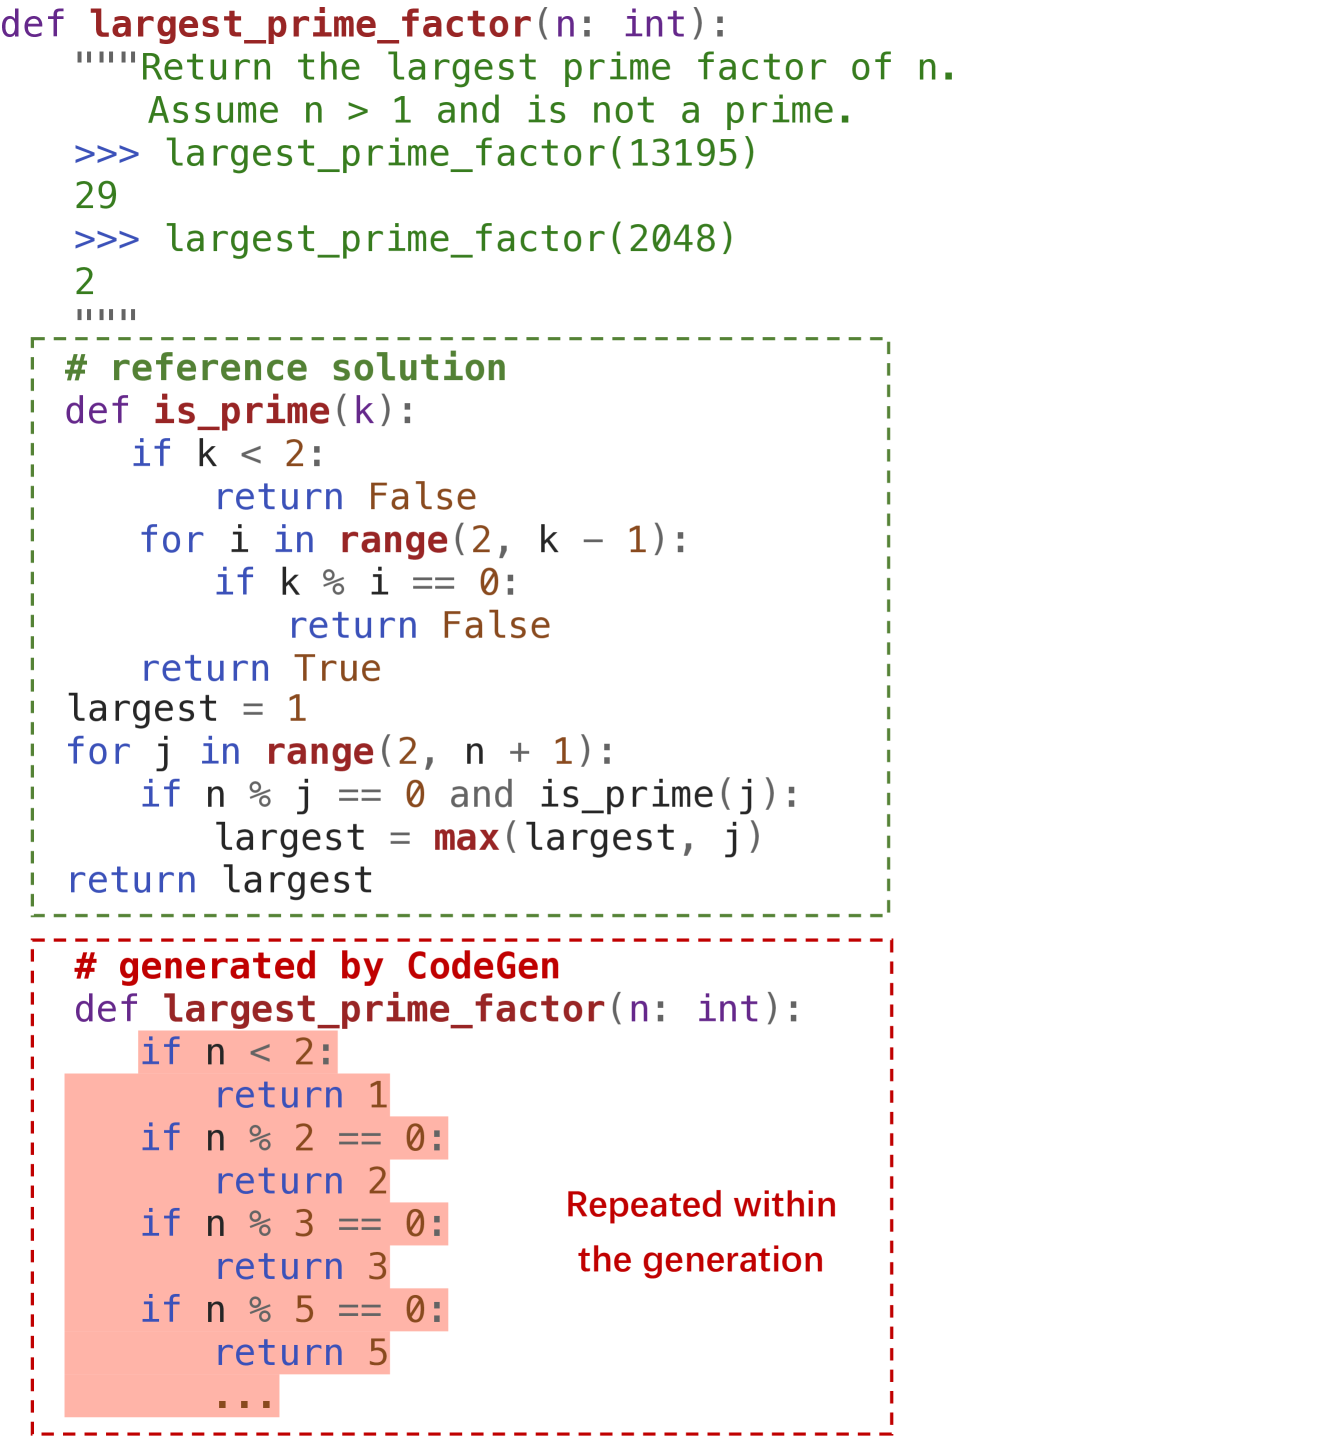 def largest_prime_factor(n: int):
    """Return the largest prime factor of n.
       Assume n > 1 and is not a prime.
    >>> largest_prime_factor(13195)
    29
    >>> largest_prime_factor(2048)
    2
    """
# reference solution
def is_prime(k):
    if k < 2:
        return False
    for i in range(2, k − 1):
        if k % i == 0:
            return False
    return True
largest = 1
for j in range(2, n + 1):
    if n % j == 0 and is_prime(j):
        largest = max(largest, j)
return largest
# generated by CodeGen
def largest_prime_factor(n: int):
    if n < 2:
        return 1
    if n % 2 == 0:
        return 2
    if n % 3 == 0:
        return 3
    if n % 5 == 0:
        return 5
        ...
Repeated within
the generation